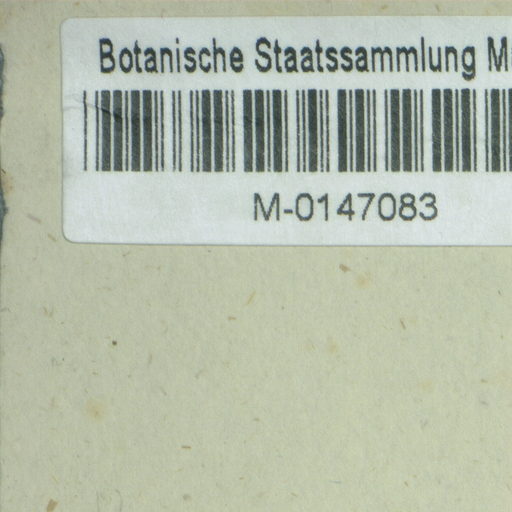 Botanische Staatssammlung
M-0147083